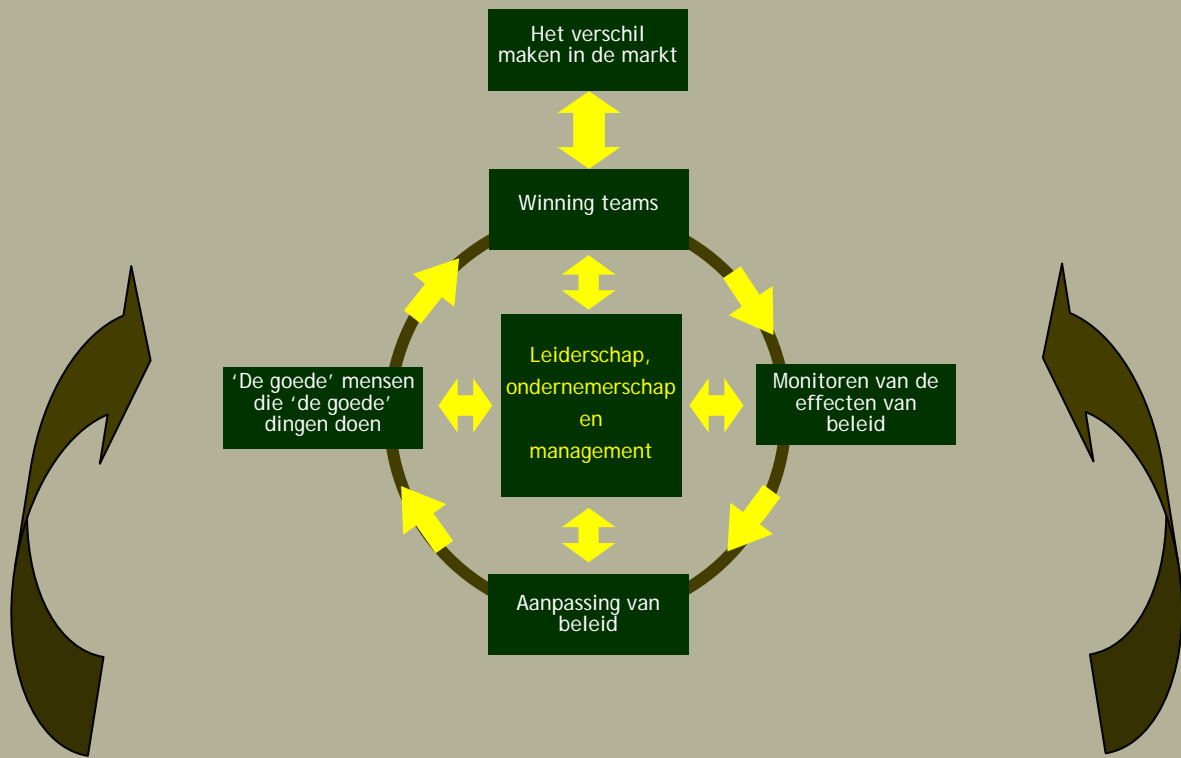 Het verschil
maken in de markt
Winning teams
Leiderschap,
ondernemerschap
en
management
‘De goede’ mensen
die ‘de goede’
dingen doen
Monitoren van de
effecten van
beleid
Aanpassing van
beleid